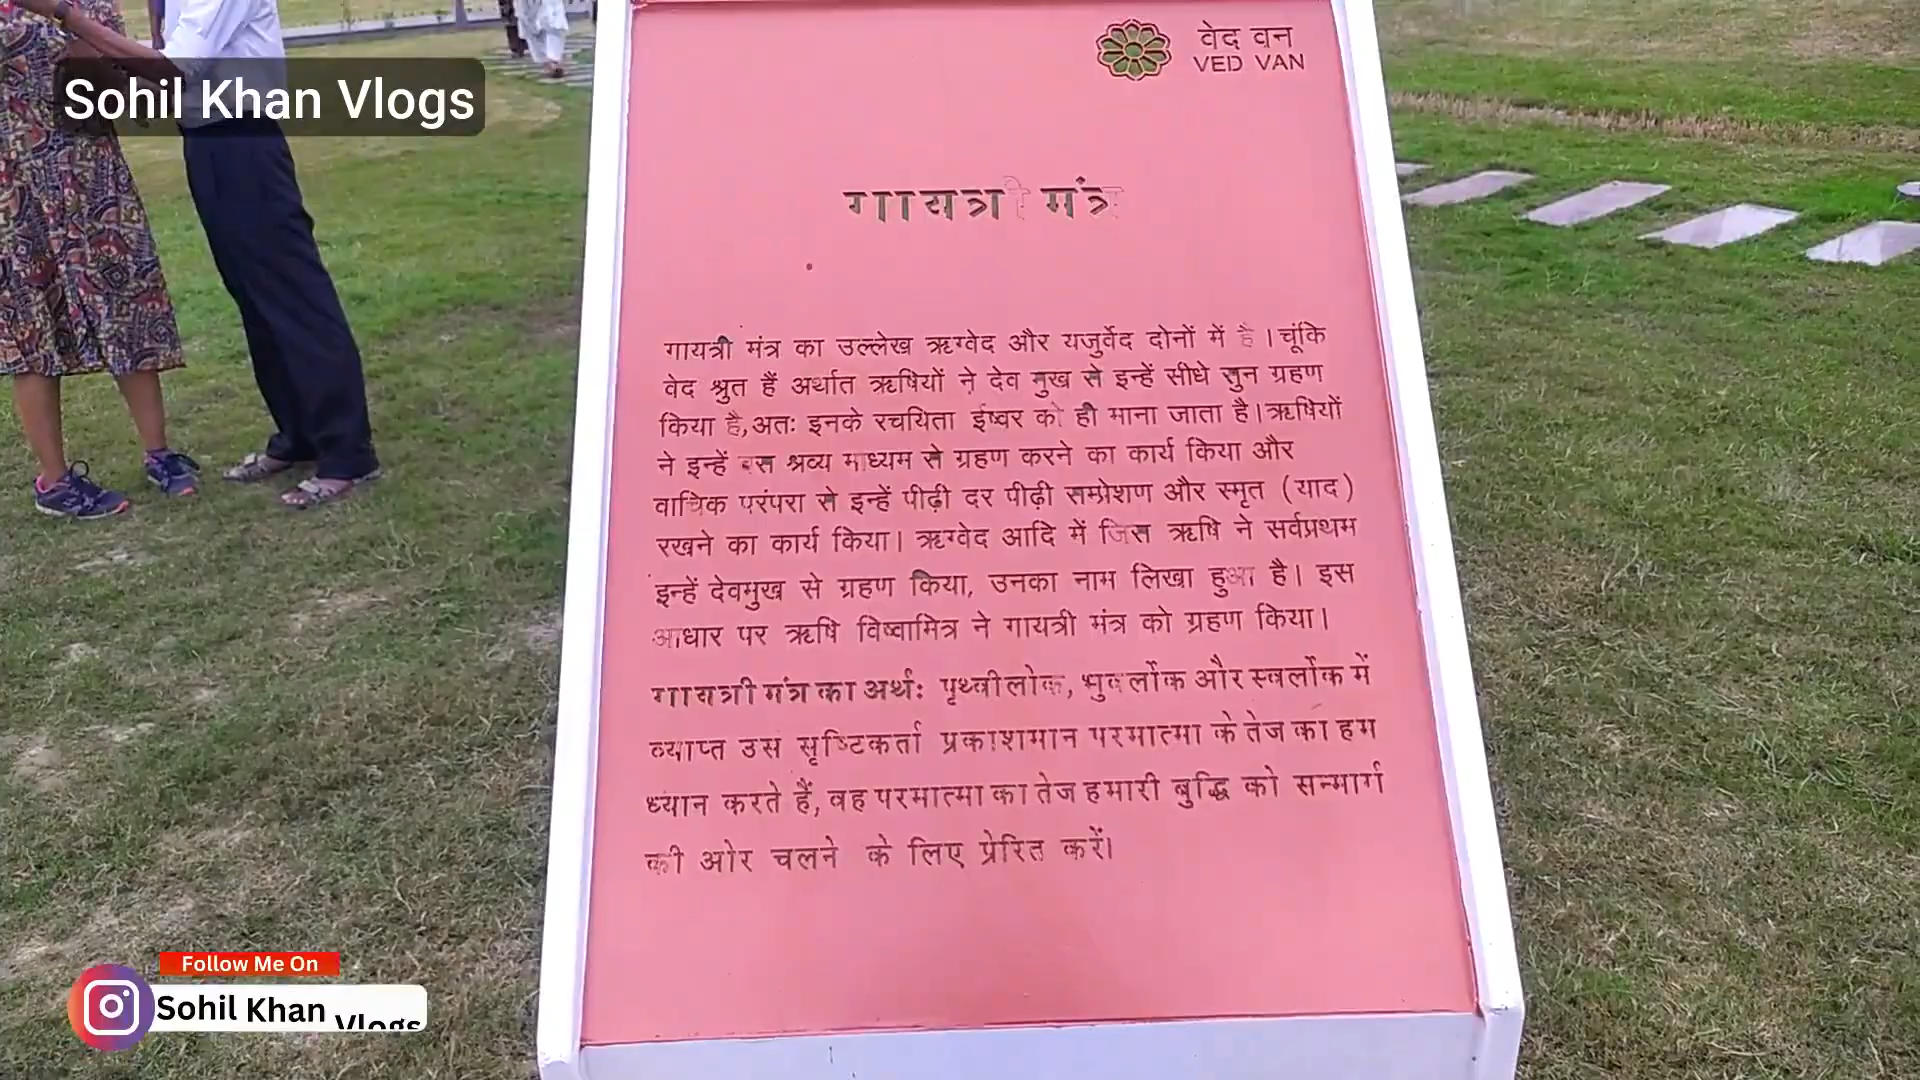 Sohil Khan Vlogs
वेद वन
VED VAN
गायत्री मंत्र
गायत्री मंत्र का उल्लेख ऋग्वेद और यजुर्वेद दोनों में है । चूंकि
वेद श्रुत हैं अर्थात ऋषियों ने देव मुख से इन्हें सीधे सुन ग्रहण
किया है, अतः इनके रचयिता ईष्वर को ही माना जाता है। ऋषियों
ने इन्हें बस श्रव्य माध्यम से ग्रहण करने का कार्य किया और
वाचिक परंपरा से इन्हें पीढ़ी दर पीढ़ी सम्प्रेशण और स्मृत (याद)
रखने का कार्य किया। ऋग्वेद आदि में जिस ऋषि ने सर्वप्रथम
इन्हें देवमुख से ग्रहण किया, उनका नाम लिखा हुआ है। इस
आधार पर ऋषि विष्वामित्र ने गायत्री मंत्र को ग्रहण किया।
गायत्री मंत्र का अर्थः पृथ्वीलोक, भुवर्लोक और स्वर्लोक में
व्याप्त उस सृष्टिकर्ता प्रकाशमान परमात्मा के तेज का हम
ध्यान करते हैं, वह परमात्मा का तेज हमारी बुद्धि को सन्मार्ग
की ओर चलने के लिए प्रेरित करें।
Follow Me On
Sohil Khan Vlogs